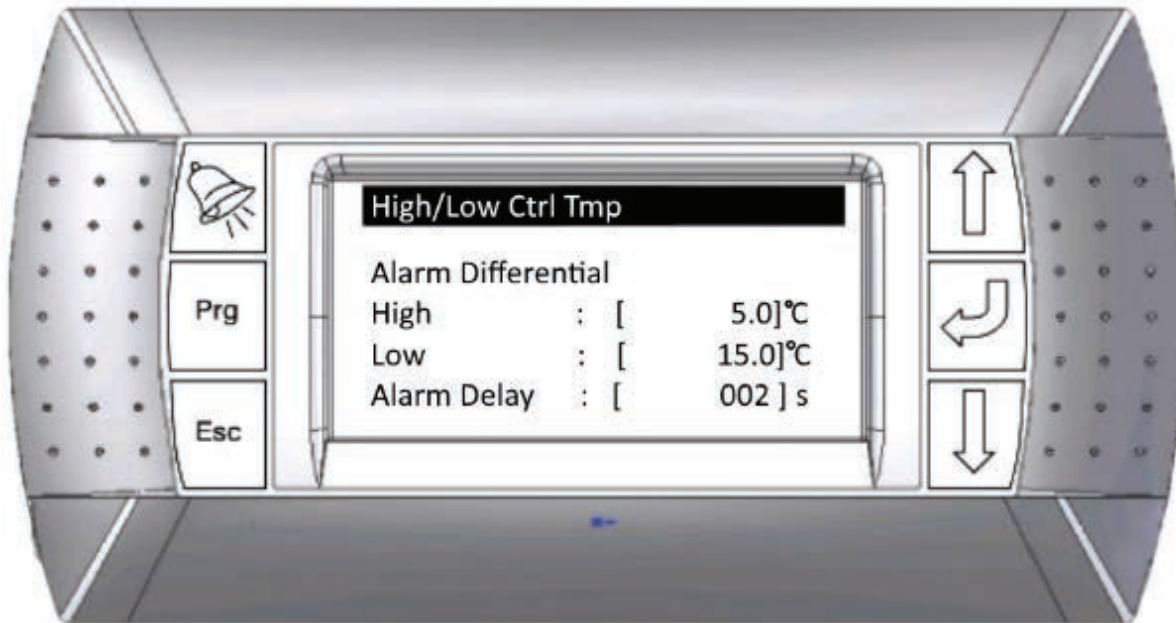 High/Low Ctrl Tmp
Alarm Differential
High : [ 5.0]℃
Low : [ 15.0]℃
Alarm Delay : [ 002 ] s
Prg
Esc